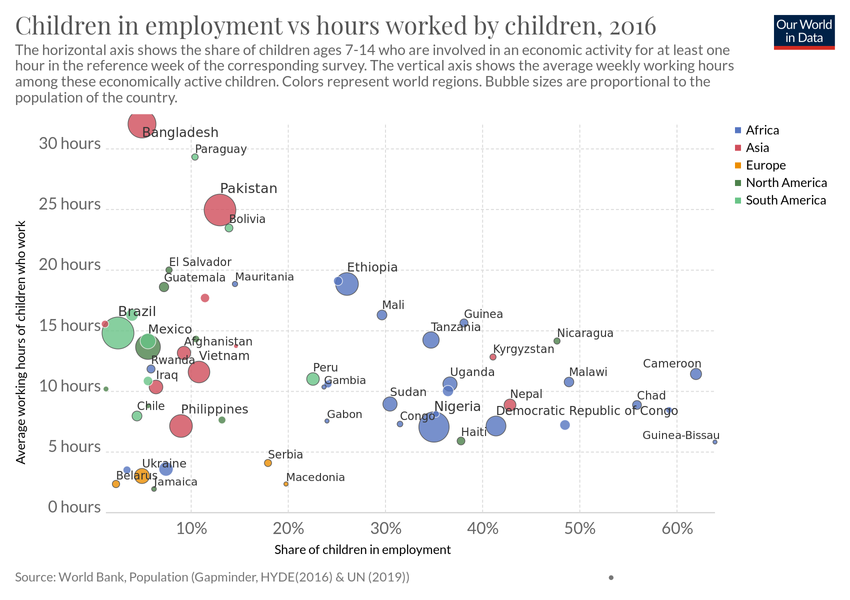 Children in employment vs hours worked by children, 2016
Our World
in Data
The horizontal axis shows the share of children ages 7-14 who are involved in an economic activity for at least one
hour in the reference week of the corresponding survey. The vertical axis shows the average weekly working hours
among these economically active children. Colors represent world regions. Bubble sizes are proportional to the
population of the country.
Africa
Asia
Europe
North America
South America
Average working hours of children who work
30 hours
25 hours
20 hours
15 hours
10 hours
5 hours
0 hours
Bangladesh
Paraguay
Pakistan
Bolivia
El Salvador
Guatemala
Mauritania
Ethiopia
Brazil
Mali
Guinea
Mexico
Tanzania
Nicaragua
Afghanistan
Kyrgyzstan
Vietnam
Rwanda
Cameroon
Iraq
Peru
Gambia
Uganda
Malawi
Sudan
Nepal
Chad
Chile
Philippines
Gabon
Congo
Nigeria
Democratic Republic of Congo
Haiti
Guinea-Bissau
Serbia
Ukraine
Belarus
Jamaica
Macedonia
10%
20%
30%
40%
50%
60%
Share of children in employment
Source: World Bank, Population (Gapminder, HYDE(2016) & UN (2019))